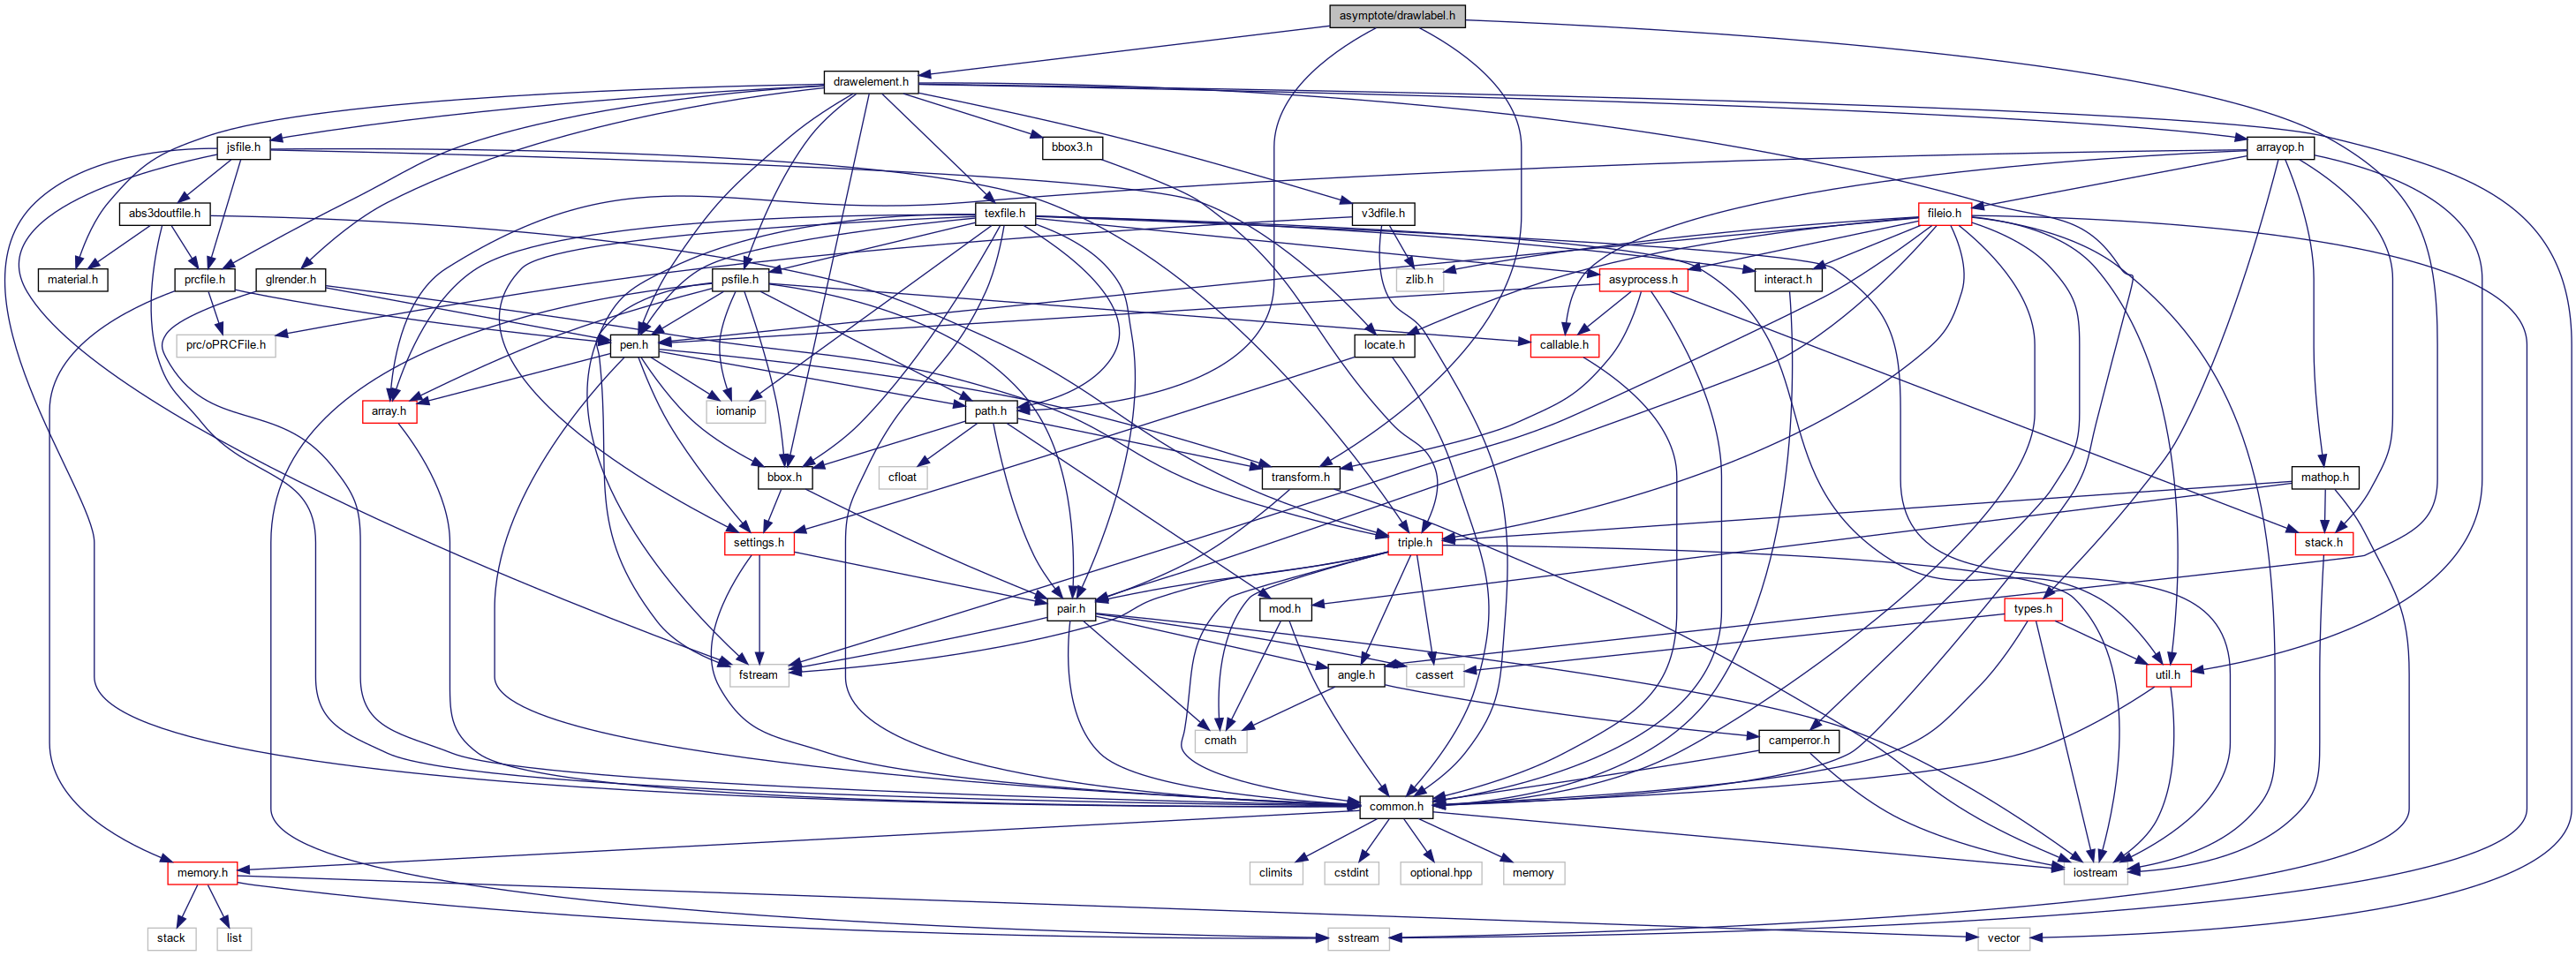 asymptote/drawlabel.h
drawelement.h
jsfile.h
bbox3.h
arrayop.h
abs3doutfile.h
texfile.h
v3dfile.h
fileio.h
material.h
prcfile.h
glrender.h
psfile.h
zlib.h
asyprocess.h
interact.h
prc/oPRCFile.h
pen.h
locate.h
callable.h
array.h
iomanip
path.h
bbox.h
cfloat
transform.h
mathop.h
settings.h
triple.h
stack.h
pair.h
mod.h
types.h
fstream
angle.h
cassert
util.h
cmath
camperror.h
common.h
memory.h
climits
cstdint
optional.hpp
memory
iostream
stack
list
sstream
vector